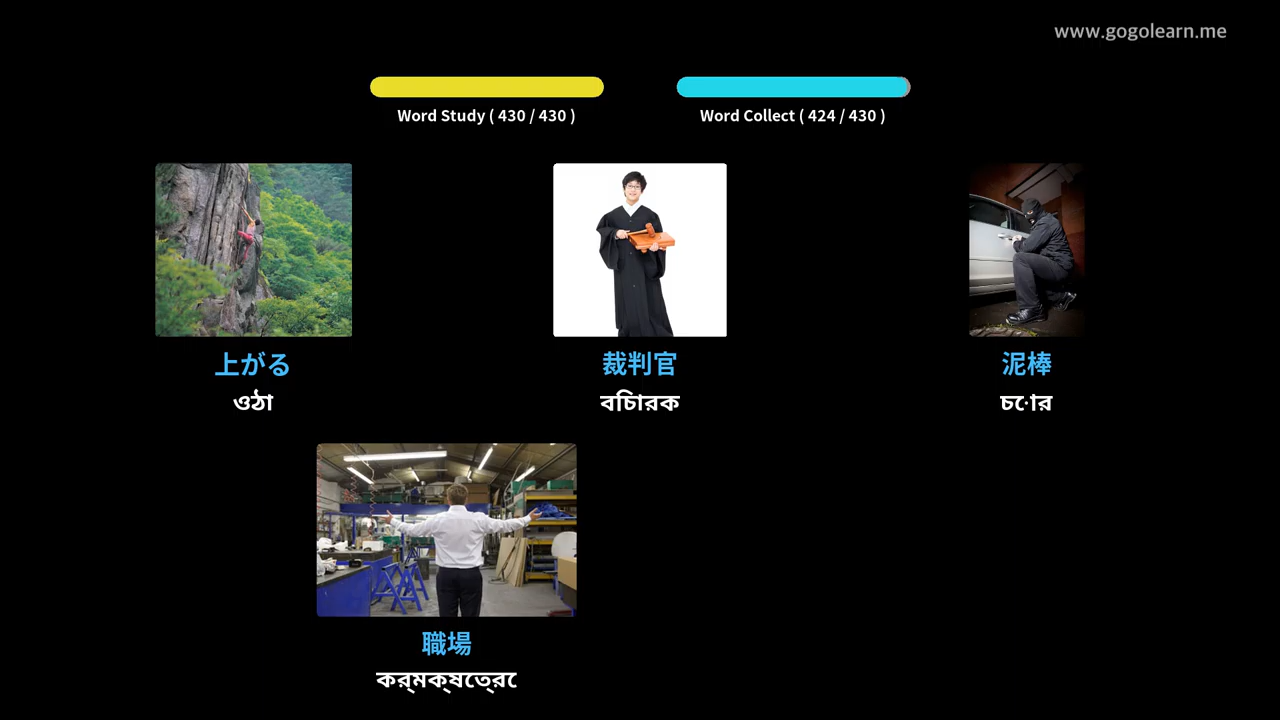 www.gogolearn.me
Word Study ( 430 / 430 )
Word Collect ( 424 / 430 )
上がる
裁判官
泥棒
ওঠা
বিচারক
চোর
職場
কর্মক্ষেত্রে